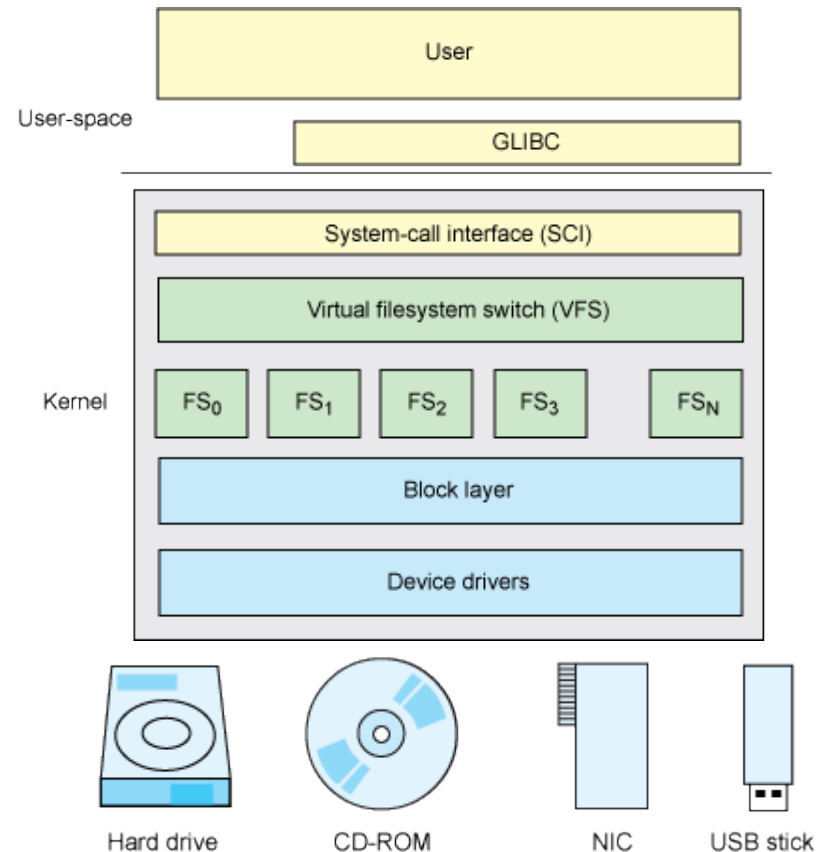 User
User-space
GLIBC
System-call interface (SCI)
Virtual filesystem switch (VFS)
Kernel
FS₀ FS₁ FS₂ FS₃ FSN
Block layer
Device drivers
Hard drive CD-ROM NIC USB stick